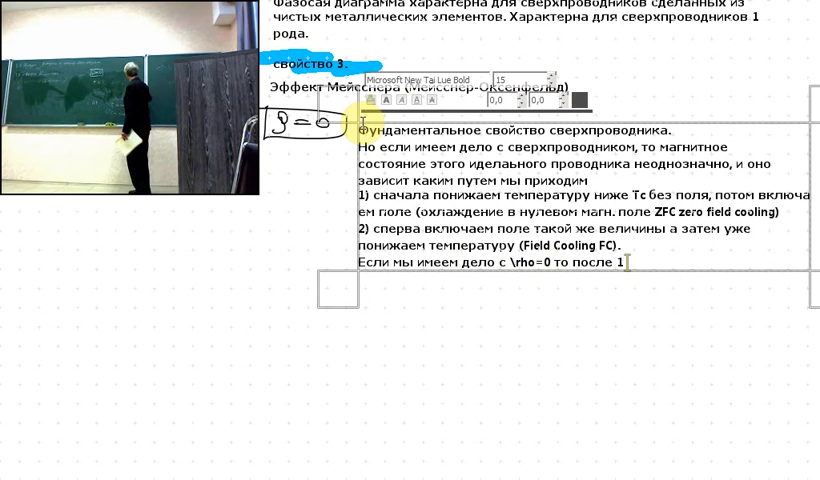 Фазовая диаграмма характерна для сверхпроводников сделанных из
чистых металлических элементов. Характерна для сверхпроводников 1
рода.
свойство 3.
Microsoft New Tai Lue Bold 15
Эффект Мейсснера (Мейсснер-Оксенфельд)
0,0 0,0
ρ = 0
Фундаментальное свойство сверхпроводника.
Но если имеем дело с сверхпроводником, то магнитное
состояние этого идельного проводника неоднозначно, и оно
зависит каким путем мы приходим
1) сначала понижаем температуру ниже Tc без поля, потом включа
ем поле (охлаждение в нулевом магн. поле ZFC zero field cooling)
2) сперва включаем поле такой же величины а затем уже
понижаем температуру (Field Cooling FC).
Если мы имеем дело с \rho=0 то после 1